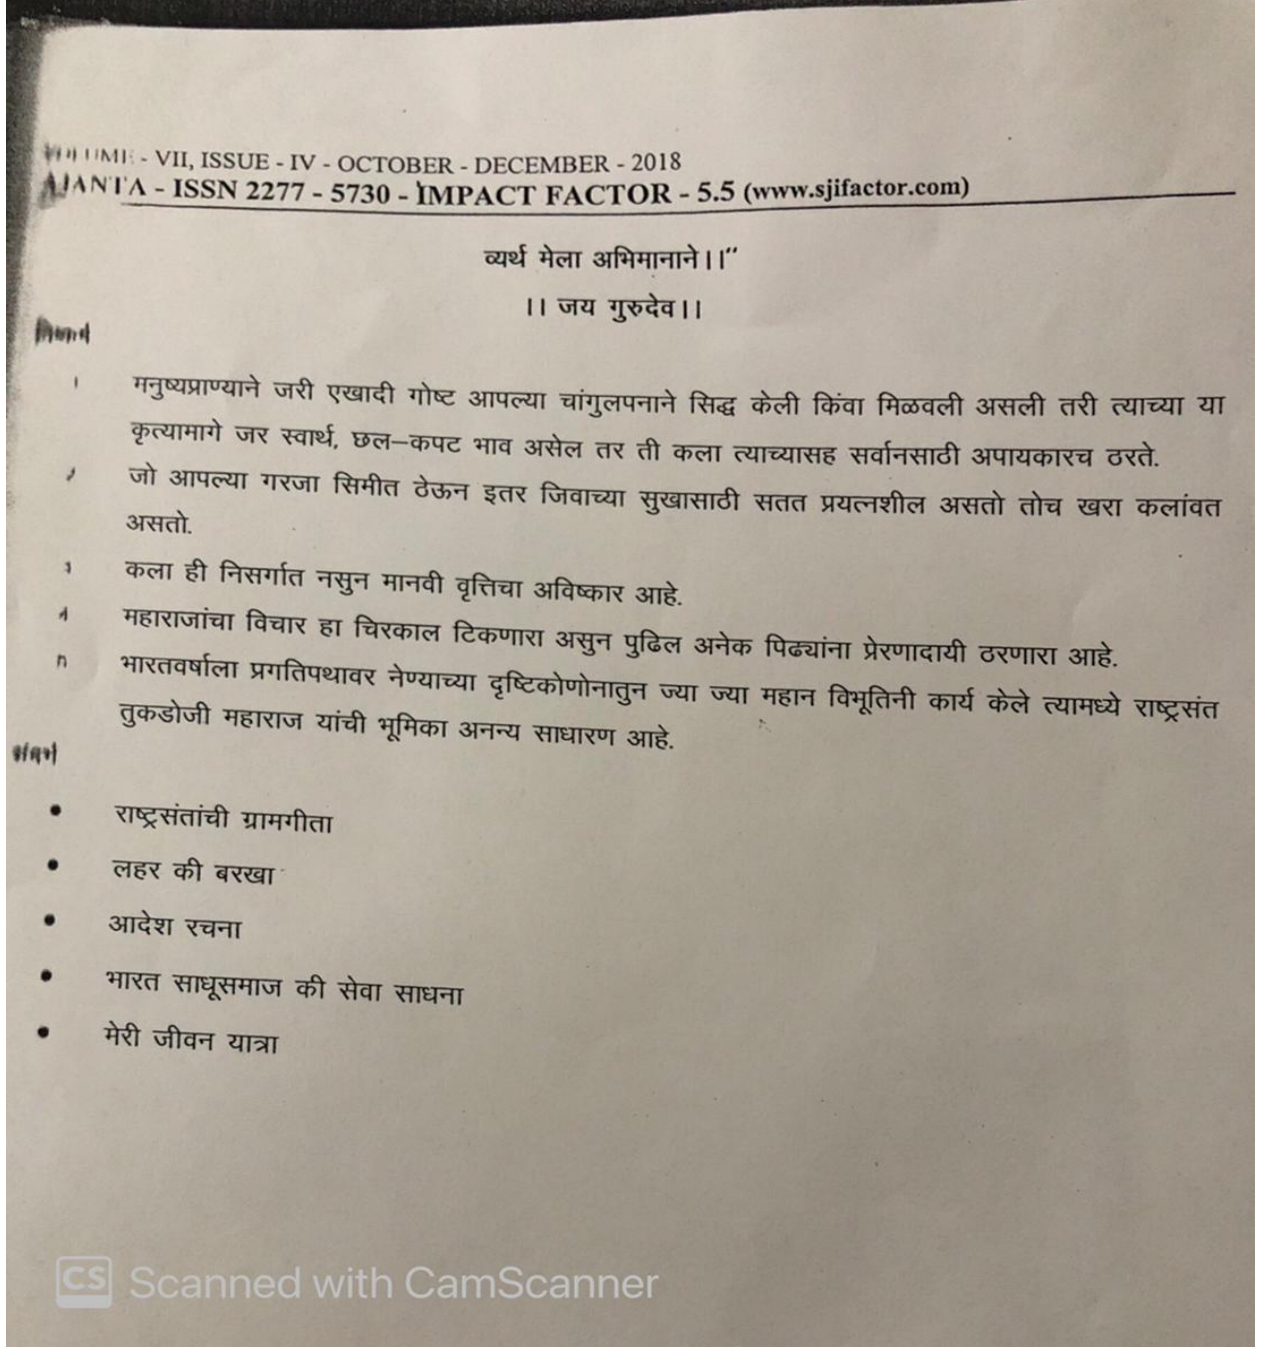 VOLUME - VII, ISSUE - IV - OCTOBER - DECEMBER - 2018
AJANTA - ISSN 2277 - 5730 - IMPACT FACTOR - 5.5 (www.sjifactor.com)
व्यर्थ मेला अभिमानाने।।"
।। जय गुरुदेव।।
मनुष्यप्राण्याने जरी एखादी गोष्ट आपल्या चांगुलपनाने सिद्ध केली किंवा मिळवली असली तरी त्याच्या या
कृत्यामागे जर स्वार्थ, छल–कपट भाव असेल तर ती कला त्याच्यासह सर्वानसाठी अपायकारच ठरते.
जो आपल्या गरजा सिमीत ठेऊन इतर जिवाच्या सुखासाठी सतत प्रयत्नशील असतो तोच खरा कलांवत
असतो.
कला ही निसर्गात नसुन मानवी वृत्तिचा अविष्कार आहे.
महाराजांचा विचार हा चिरकाल टिकणारा असुन पुढिल अनेक पिढ्यांना प्रेरणादायी ठरणारा आहे.
भारतवर्षाला प्रगतिपथावर नेण्याच्या दृष्टिकोणोनातुन ज्या ज्या महान विभूतिनी कार्य केले त्यामध्ये राष्ट्रसंत
तुकडोजी महाराज यांची भूमिका अनन्य साधारण आहे.
• राष्ट्रसंतांची ग्रामगीता
• लहर की बरखा
• आदेश रचना
• भारत साधूसमाज की सेवा साधना
• मेरी जीवन यात्रा
CS Scanned with CamScanner